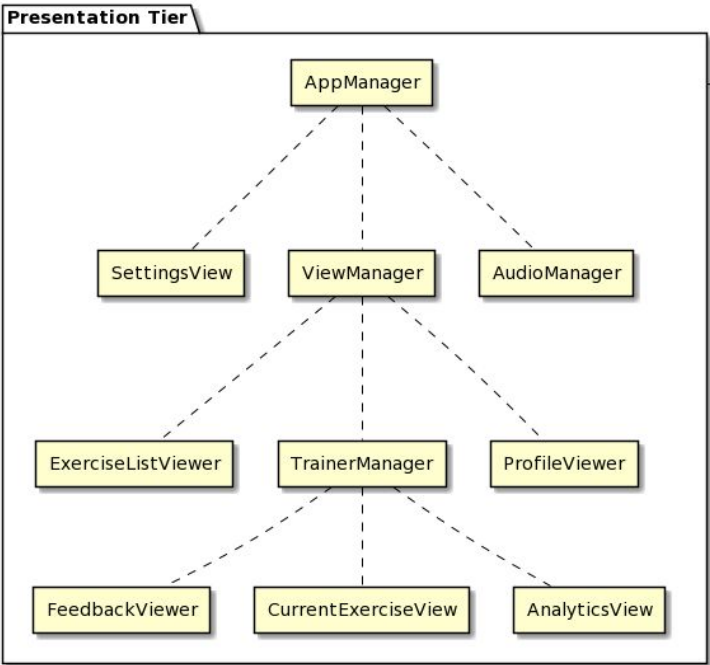 Presentation Tier
AppManager
SettingsView
ViewManager
AudioManager
ExerciseListViewer
TrainerManager
ProfileViewer
FeedbackViewer
CurrentExerciseView
AnalyticsView